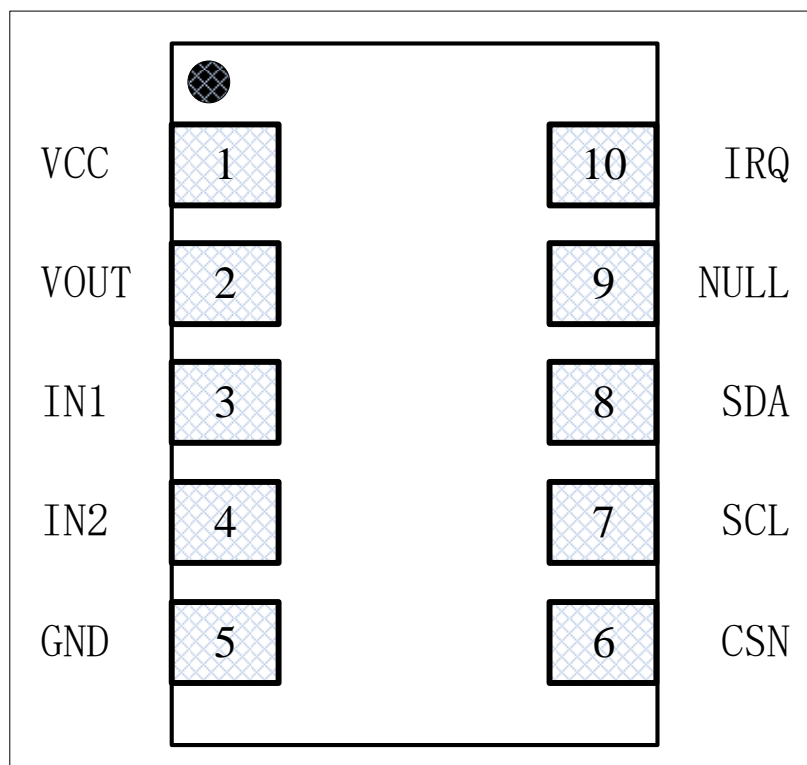 VCC 1 10 IRQ
VOUT 2 9 NULL
IN1 3 8 SDA
IN2 4 7 SCL
GND 5 6 CSN